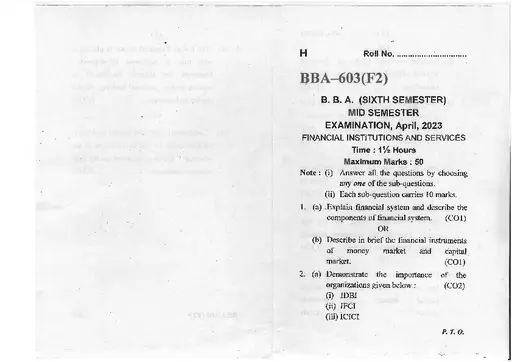 H Roll No. ..............................
BBA–603(F2)
B. B. A. (SIXTH SEMESTER)
MID SEMESTER
EXAMINATION, April, 2023
FINANCIAL INSTITUTIONS AND SERVICES
Time : 1½ Hours
Maximum Marks : 50
Note : (i) Answer all the questions by choosing
any one of the sub-questions.
(ii) Each sub-question carries 10 marks.
1. (a) Explain financial system and describe the
components of financial system. (CO1)
OR
(b) Describe in brief the financial instruments
of money market and capital
market. (CO1)
2. (a) Demonstrate the importance of the
organizations given below : (CO2)
(i) IDBI
(ii) IFCI
(iii) ICICI
P. T. O.